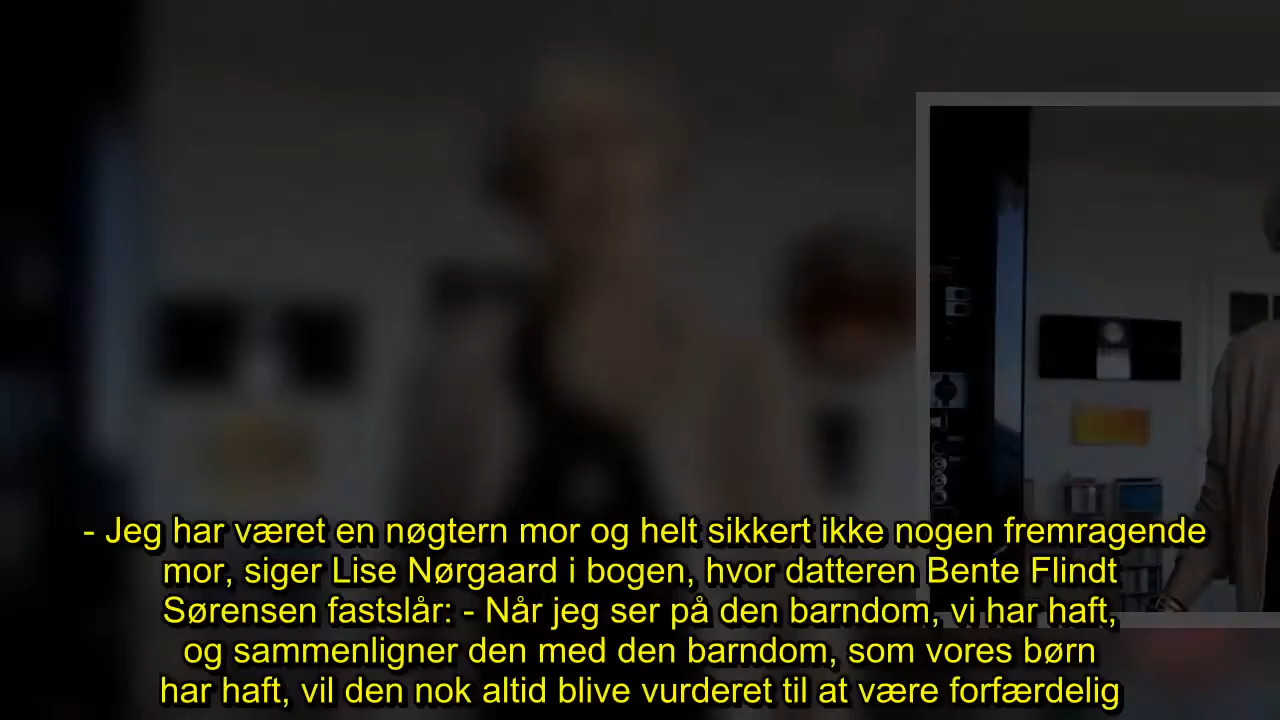 - Jeg har været en nøgtern mor og helt sikkert ikke nogen fremragende
mor, siger Lise Nørgaard i bogen, hvor datteren Bente Flindt
Sørensen fastslår: - Når jeg ser på den barndom, vi har haft,
og sammenligner den med den barndom, som vores børn
har haft, vil den nok altid blive vurderet til at være forfærdelig